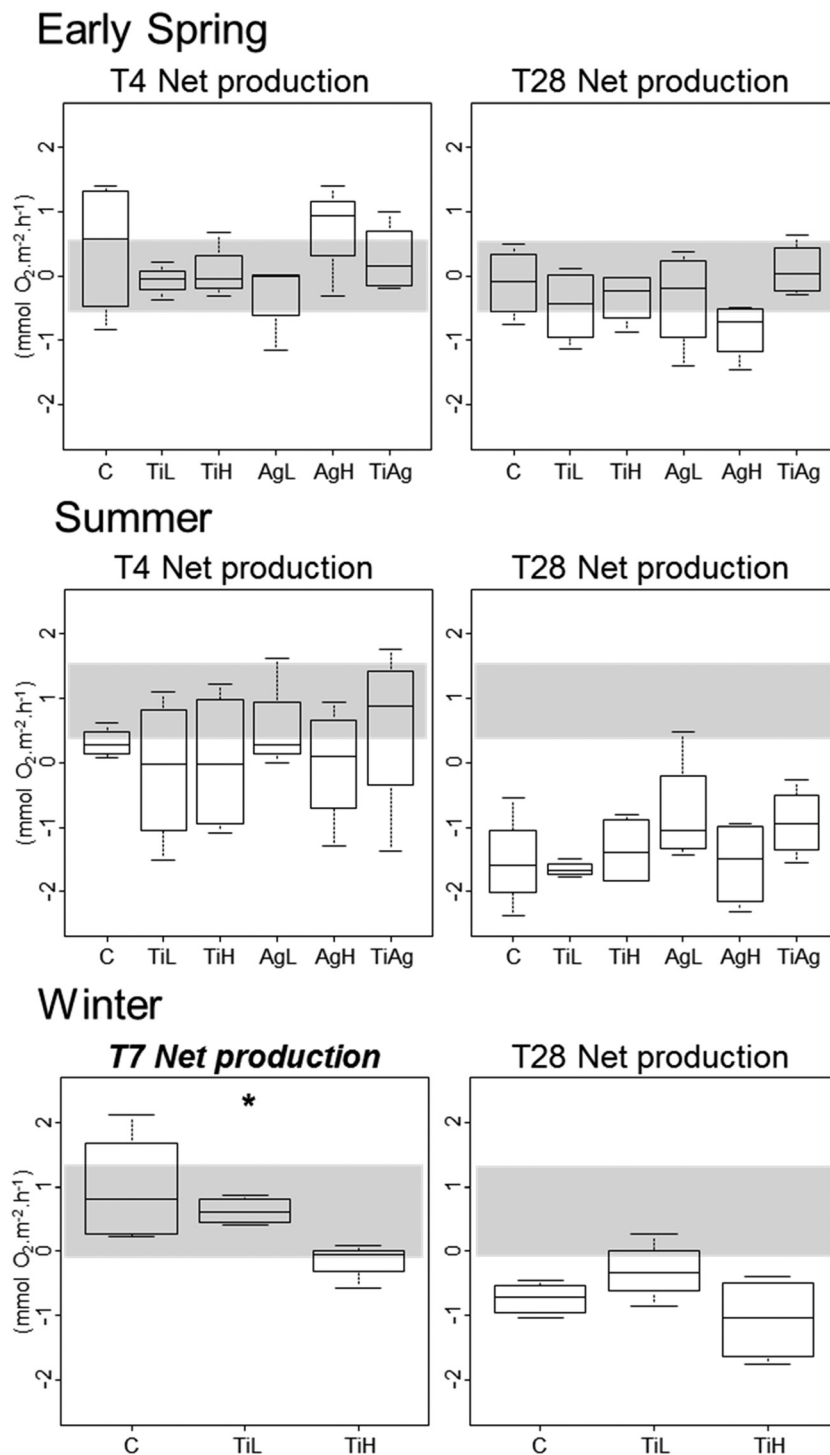 Early Spring
T4 Net production
T28 Net production
(mmol O₂.m⁻².h⁻¹)
2
1
0
-1
-2
2
1
0
-1
-2
C TiL TiH AgL AgH TiAg
C TiL TiH AgL AgH TiAg
Summer
T4 Net production
T28 Net production
(mmol O₂.m⁻².h⁻¹)
2
1
0
-1
-2
2
1
0
-1
-2
C TiL TiH AgL AgH TiAg
C TiL TiH AgL AgH TiAg
Winter
T7 Net production
T28 Net production
(mmol O₂.m⁻².h⁻¹)
*
2
1
0
-1
-2
2
1
0
-1
-2
C TiL TiH
C TiL TiH